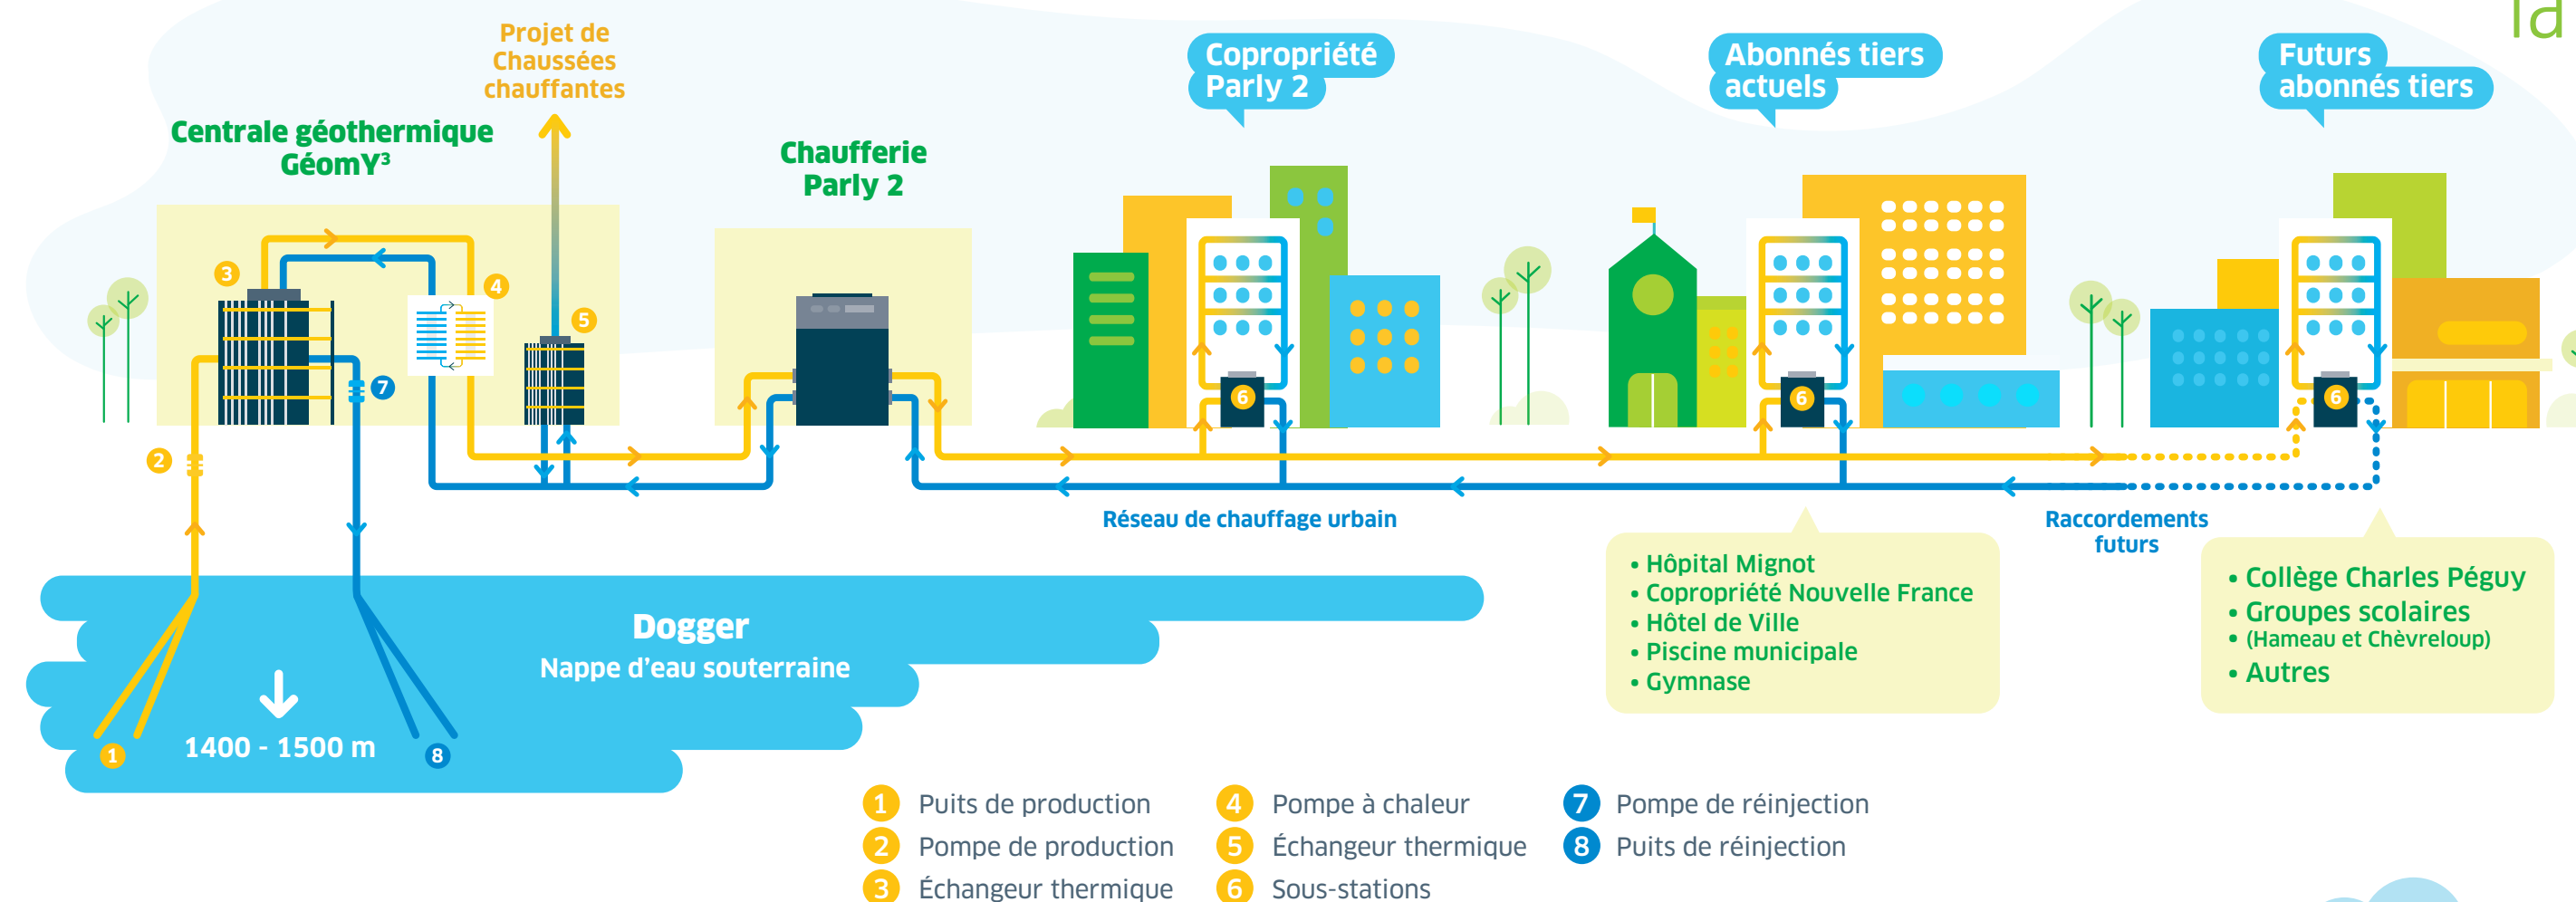 la
Projet de
Chaussées
chauffantes
Centrale géothermique
GéomY³
Chaufferie
Parly 2
Copropriété
Parly 2
Abonnés tiers
actuels
Futurs
abonnés tiers
3
4
5
7
2
6
6
6
Réseau de chauffage urbain
Raccordements
futurs
Dogger
Nappe d'eau souterraine
1400 - 1500 m
1
8
• Hôpital Mignot
• Copropriété Nouvelle France
• Hôtel de Ville
• Piscine municipale
• Gymnase
• Collège Charles Péguy
• Groupes scolaires
• (Hameau et Chèvreloup)
• Autres
1 Puits de production
2 Pompe de production
3 Échangeur thermique
4 Pompe à chaleur
5 Échangeur thermique
6 Sous-stations
7 Pompe de réinjection
8 Puits de réinjection